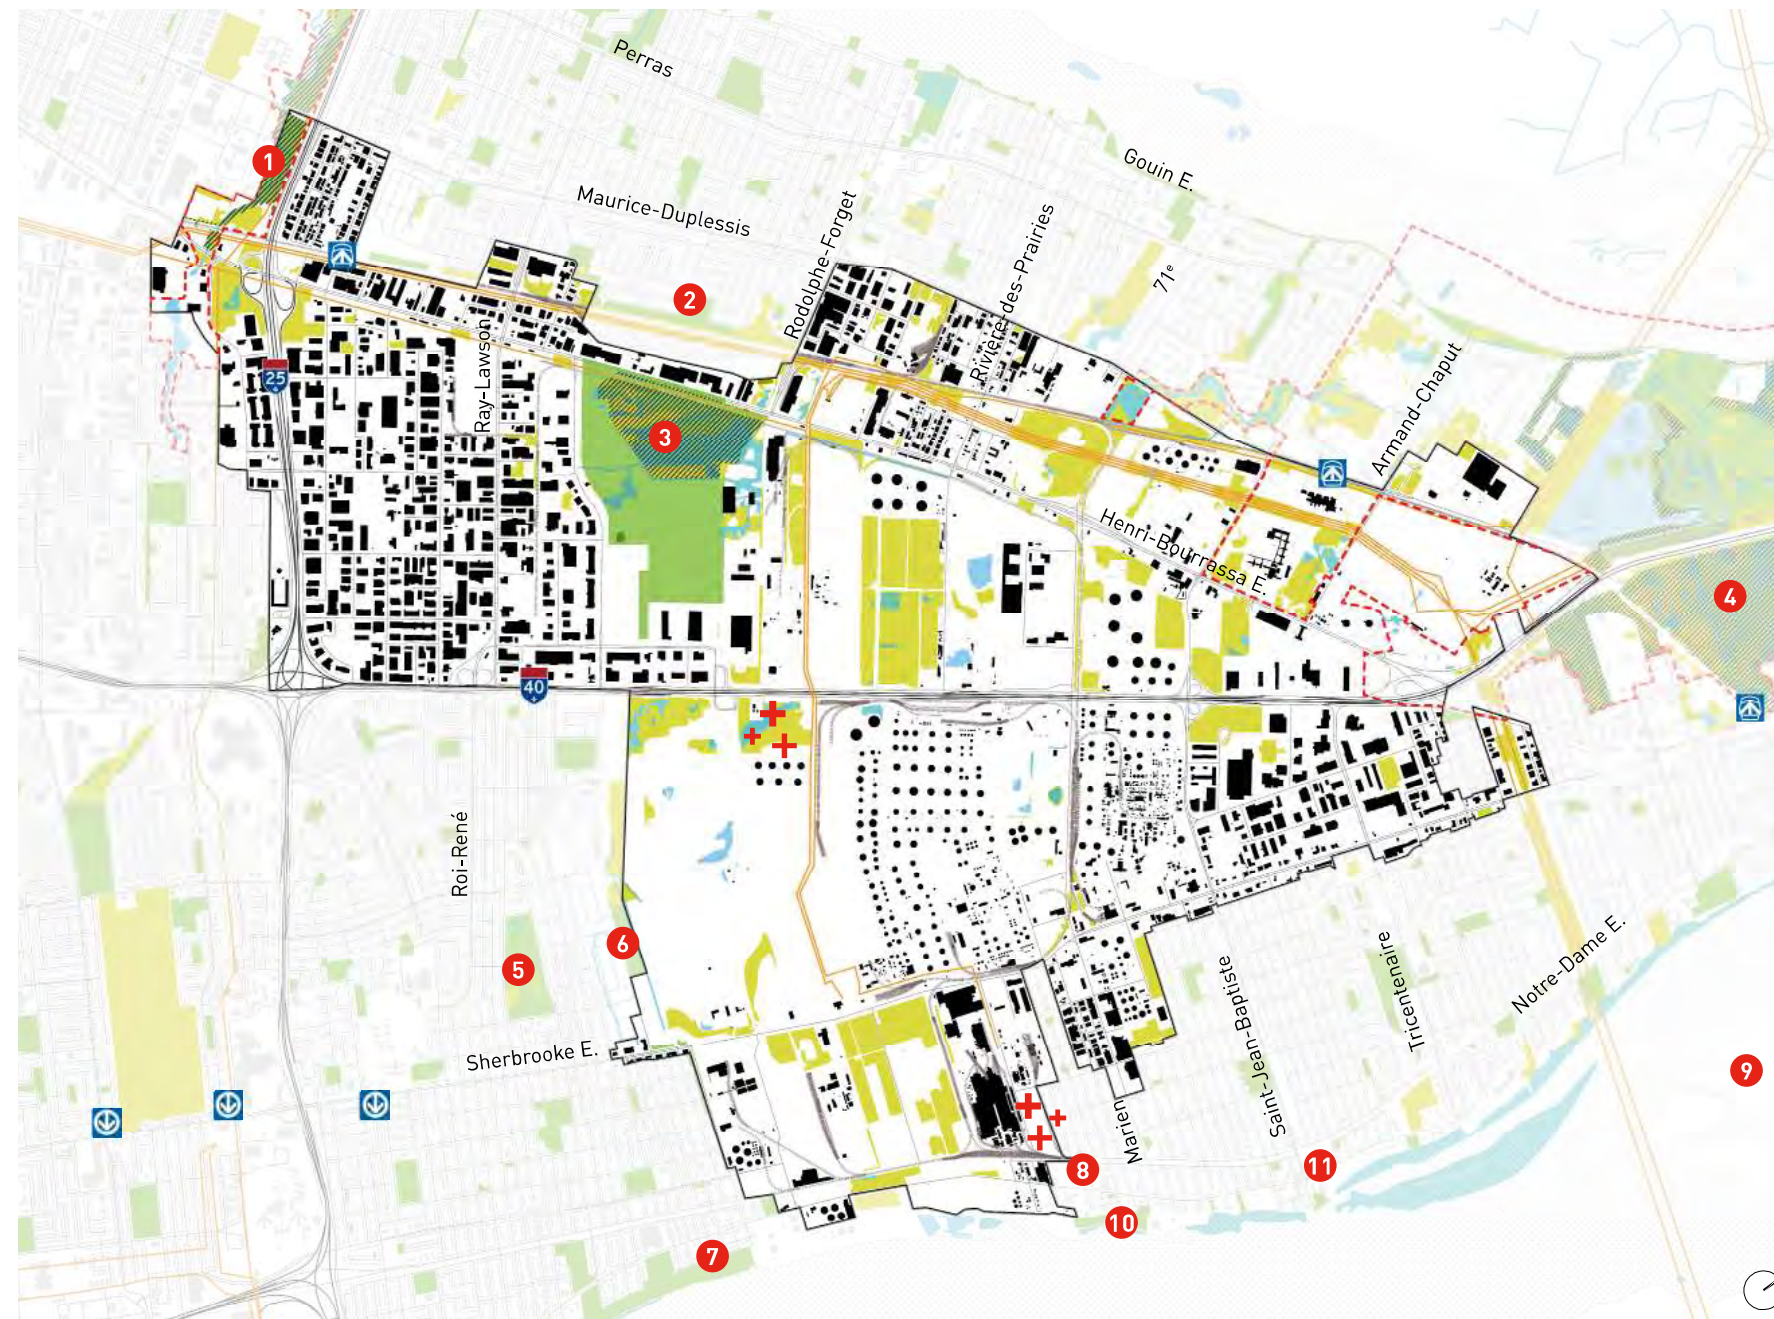 Perras
1
Gouin E.
Maurice-Duplessis
Rodolphe-Forget
Rivière-des-Prairies
71e
2
25
Ray-Lawson
Armand-Chaput
3
Henri-Bourrassa E.
4
40
Roi-René
6
5
Saint-Jean-Baptiste
Tricentenaire
Notre-Dame E.
Sherbrooke E.
9
Marien
8
11
10
7